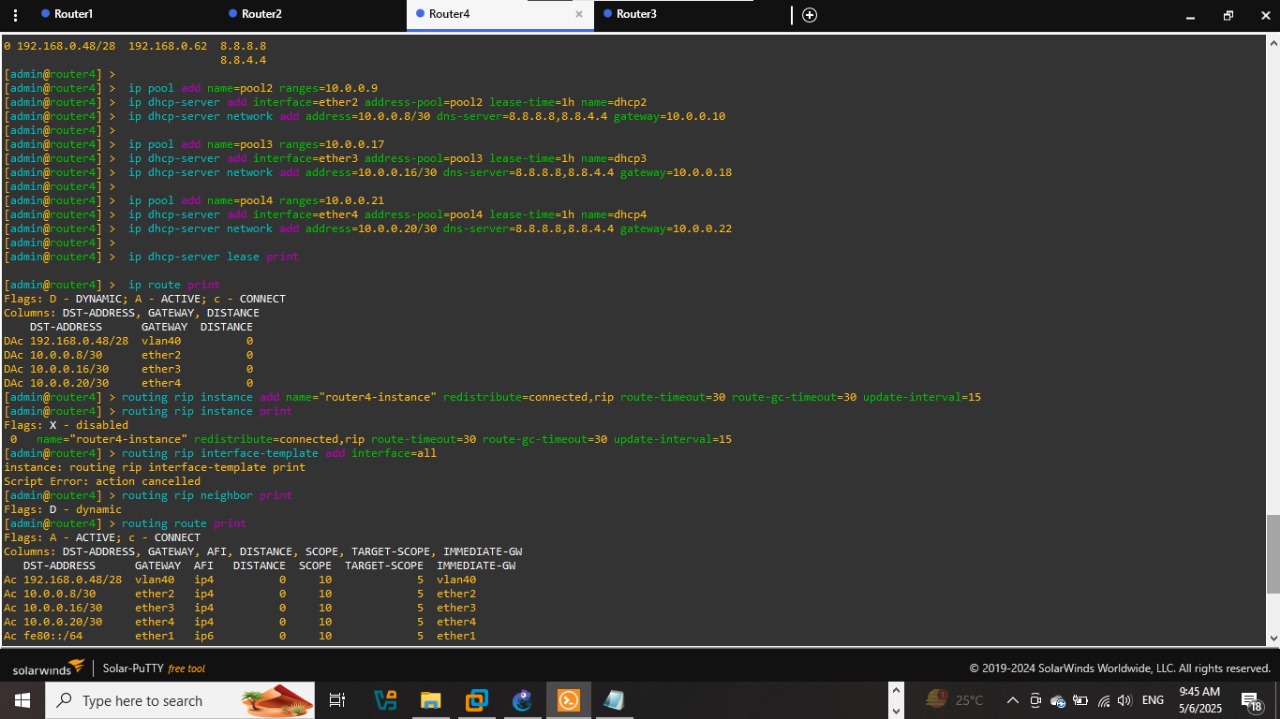 Router1 Router2 Router4 × Router3
0 192.168.0.48/28 192.168.0.62 8.8.8.8
8.8.4.4
[admin@router4] >
[admin@router4] > ip pool add name=pool2 ranges=10.0.0.9
[admin@router4] > ip dhcp-server add interface=ether2 address-pool=pool2 lease-time=1h name=dhcp2
[admin@router4] > ip dhcp-server network add address=10.0.0.8/30 dns-server=8.8.8.8,8.8.4.4 gateway=10.0.0.10
[admin@router4] >
[admin@router4] > ip pool add name=pool3 ranges=10.0.0.17
[admin@router4] > ip dhcp-server add interface=ether3 address-pool=pool3 lease-time=1h name=dhcp3
[admin@router4] > ip dhcp-server network add address=10.0.0.16/30 dns-server=8.8.8.8,8.8.4.4 gateway=10.0.0.18
[admin@router4] >
[admin@router4] > ip pool add name=pool4 ranges=10.0.0.21
[admin@router4] > ip dhcp-server add interface=ether4 address-pool=pool4 lease-time=1h name=dhcp4
[admin@router4] > ip dhcp-server network add address=10.0.0.20/30 dns-server=8.8.8.8,8.8.4.4 gateway=10.0.0.22
[admin@router4] >
[admin@router4] > ip dhcp-server lease print
[admin@router4] > ip route print
Flags: D - DYNAMIC; A - ACTIVE; c - CONNECT
Columns: DST-ADDRESS, GATEWAY, DISTANCE
DST-ADDRESS GATEWAY DISTANCE
DAc 192.168.0.48/28 vlan40 0
DAc 10.0.0.8/30 ether2 0
DAc 10.0.0.16/30 ether3 0
DAc 10.0.0.20/30 ether4 0
[admin@router4] > routing rip instance add name="router4-instance" redistribute=connected,rip route-timeout=30 route-gc-timeout=30 update-interval=15
[admin@router4] > routing rip instance print
Flags: X - disabled
0 name="router4-instance" redistribute=connected,rip route-timeout=30 route-gc-timeout=30 update-interval=15
[admin@router4] > routing rip interface-template add interface=all
instance: routing rip interface-template print
Script Error: action cancelled
[admin@router4] > routing rip neighbor print
Flags: D - dynamic
[admin@router4] > routing route print
Flags: A - ACTIVE; c - CONNECT
Columns: DST-ADDRESS, GATEWAY, AFI, DISTANCE, SCOPE, TARGET-SCOPE, IMMEDIATE-GW
DST-ADDRESS GATEWAY AFI DISTANCE SCOPE TARGET-SCOPE IMMEDIATE-GW
Ac 192.168.0.48/28 vlan40 ip4 0 10 5 vlan40
Ac 10.0.0.8/30 ether2 ip4 0 10 5 ether2
Ac 10.0.0.16/30 ether3 ip4 0 10 5 ether3
Ac 10.0.0.20/30 ether4 ip4 0 10 5 ether4
Ac fe80::/64 ether1 ip6 0 10 5 ether1
solarwinds Solar-PuTTY free tool © 2019-2024 SolarWinds Worldwide, LLC. All rights reserved.
Type here to search 25°C ENG 9:45 AM
5/6/2025 18